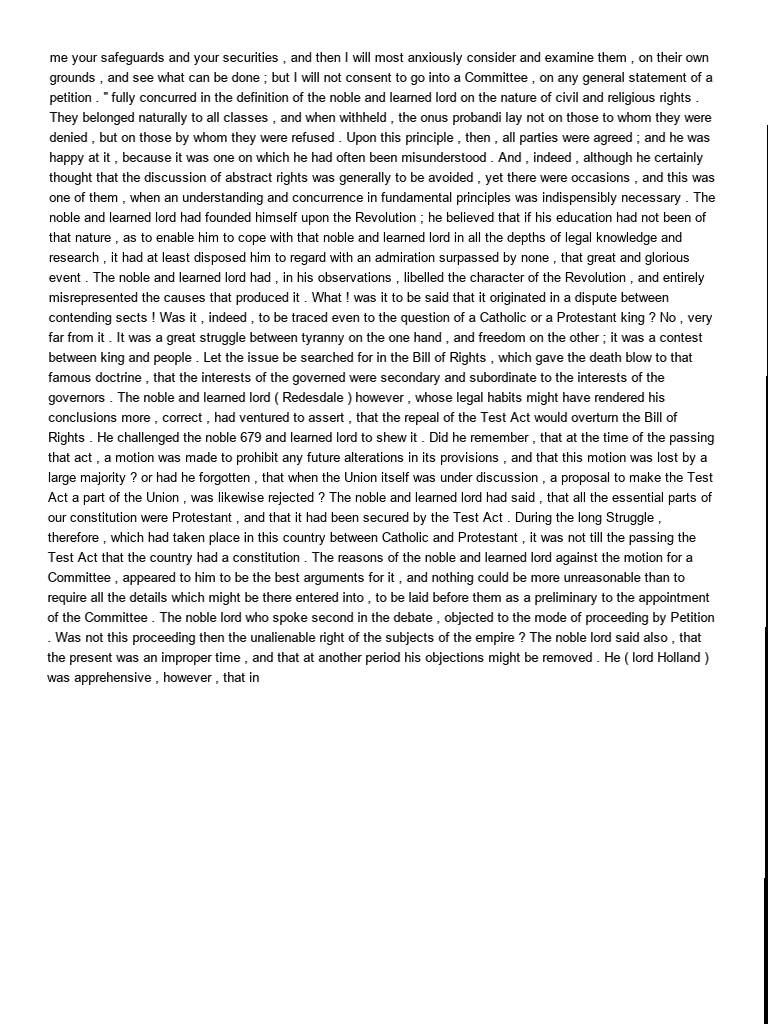 me your safeguards and your securities , and then I will most anxiously consider and examine them , on their own
grounds , and see what can be done ; but I will not consent to go into a Committee , on any general statement of a
petition . " fully concurred in the definition of the noble and learned lord on the nature of civil and religious rights .
They belonged naturally to all classes , and when withheld , the onus probandi lay not on those to whom they were
denied , but on those by whom they were refused . Upon this principle , then , all parties were agreed ; and he was
happy at it , because it was one on which he had often been misunderstood . And , indeed , although he certainly
thought that the discussion of abstract rights was generally to be avoided , yet there were occasions , and this was
one of them , when an understanding and concurrence in fundamental principles was indispensibly necessary . The
noble and learned lord had founded himself upon the Revolution ; he believed that if his education had not been of
that nature , as to enable him to cope with that noble and learned lord in all the depths of legal knowledge and
research , it had at least disposed him to regard with an admiration surpassed by none , that great and glorious
event . The noble and learned lord had , in his observations , libelled the character of the Revolution , and entirely
misrepresented the causes that produced it . What ! was it to be said that it originated in a dispute between
contending sects ! Was it , indeed , to be traced even to the question of a Catholic or a Protestant king ? No , very
far from it . It was a great struggle between tyranny on the one hand , and freedom on the other ; it was a contest
between king and people . Let the issue be searched for in the Bill of Rights , which gave the death blow to that
famous doctrine , that the interests of the governed were secondary and subordinate to the interests of the
governors . The noble and learned lord ( Redesdale ) however , whose legal habits might have rendered his
conclusions more , correct , had ventured to assert , that the repeal of the Test Act would overturn the Bill of
Rights . He challenged the noble 679 and learned lord to shew it . Did he remember , that at the time of the passing
that act , a motion was made to prohibit any future alterations in its provisions , and that this motion was lost by a
large majority ? or had he forgotten , that when the Union itself was under discussion , a proposal to make the Test
Act a part of the Union , was likewise rejected ? The noble and learned lord had said , that all the essential parts of
our constitution were Protestant , and that it had been secured by the Test Act . During the long Struggle ,
therefore , which had taken place in this country between Catholic and Protestant , it was not till the passing the
Test Act that the country had a constitution . The reasons of the noble and learned lord against the motion for a
Committee , appeared to him to be the best arguments for it , and nothing could be more unreasonable than to
require all the details which might be there entered into , to be laid before them as a preliminary to the appointment
of the Committee . The noble lord who spoke second in the debate , objected to the mode of proceeding by Petition
. Was not this proceeding then the unalienable right of the subjects of the empire ? The noble lord said also , that
the present was an improper time , and that at another period his objections might be removed . He ( lord Holland )
was apprehensive , however , that in